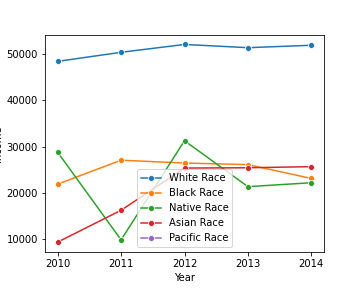 50000
40000
30000
20000
10000
White Race
Black Race
Native Race
Asian Race
Pacific Race
2010 2011 2012 2013 2014
Year